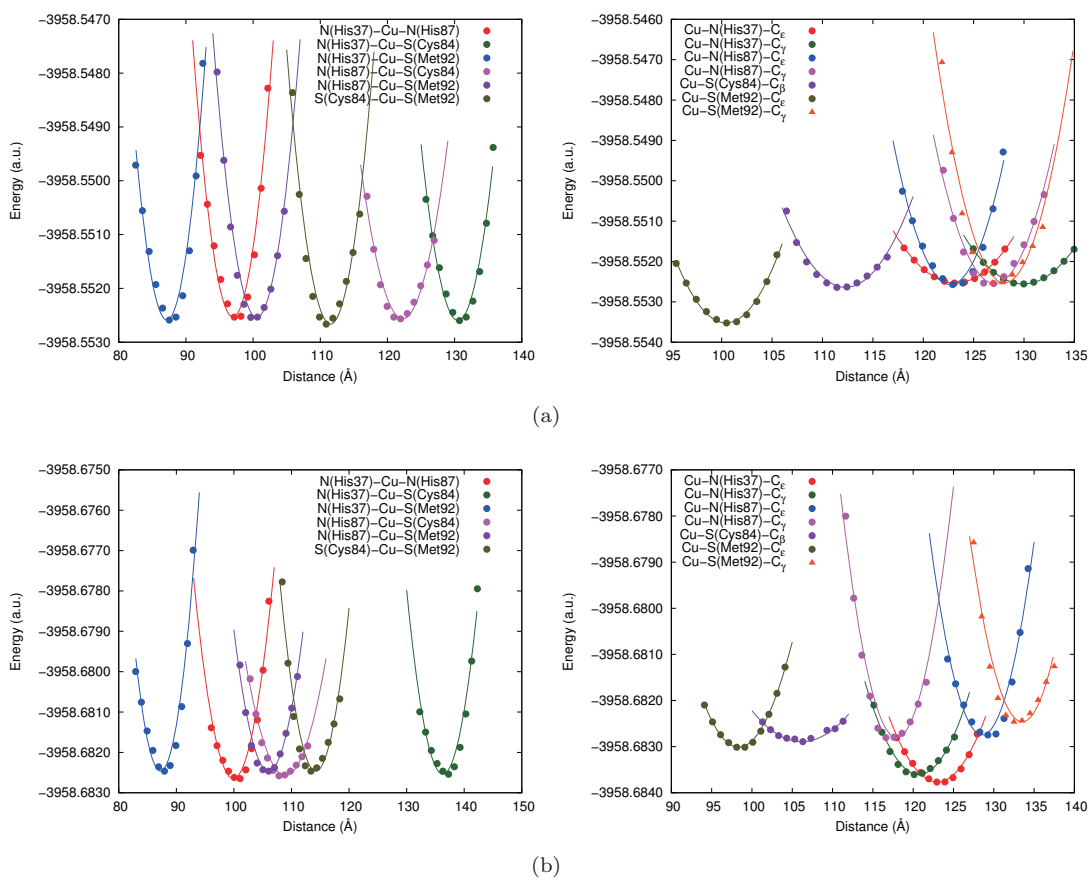 -3958.5470
-3958.5480
-3958.5490
-3958.5500
-3958.5510
-3958.5520
-3958.5530
Energy (a.u.)
80 90 100 110 120 130 140
Distance (Å)
N(His37)-Cu-N(His87)
N(His37)-Cu-S(Cys84)
N(His37)-Cu-S(Met92)
N(His87)-Cu-S(Cys84)
N(His87)-Cu-S(Met92)
S(Cys84)-Cu-S(Met92)
-3958.5460
-3958.5470
-3958.5480
-3958.5490
-3958.5500
-3958.5510
-3958.5520
-3958.5530
-3958.5540
Energy (a.u.)
95 100 105 110 115 120 125 130 135
Distance (Å)
Cu-N(His37)-Cε
Cu-N(His37)-Cγ
Cu-N(His87)-Cε
Cu-N(His87)-Cγ
Cu-S(Cys84)-Cβ
Cu-S(Met92)-Cε
Cu-S(Met92)-Cγ
(a)
-3958.6750
-3958.6760
-3958.6770
-3958.6780
-3958.6790
-3958.6800
-3958.6810
-3958.6820
-3958.6830
Energy (a.u.)
80 90 100 110 120 130 140 150
Distance (Å)
N(His37)-Cu-N(His87)
N(His37)-Cu-S(Cys84)
N(His37)-Cu-S(Met92)
N(His87)-Cu-S(Cys84)
N(His87)-Cu-S(Met92)
S(Cys84)-Cu-S(Met92)
-3958.6770
-3958.6780
-3958.6790
-3958.6800
-3958.6810
-3958.6820
-3958.6830
-3958.6840
Energy (a.u.)
90 95 100 105 110 115 120 125 130 135 140
Distance (Å)
Cu-N(His37)-Cε
Cu-N(His37)-Cγ
Cu-N(His87)-Cε
Cu-N(His87)-Cγ
Cu-S(Cys84)-Cβ
Cu-S(Met92)-Cε
Cu-S(Met92)-Cγ
(b)